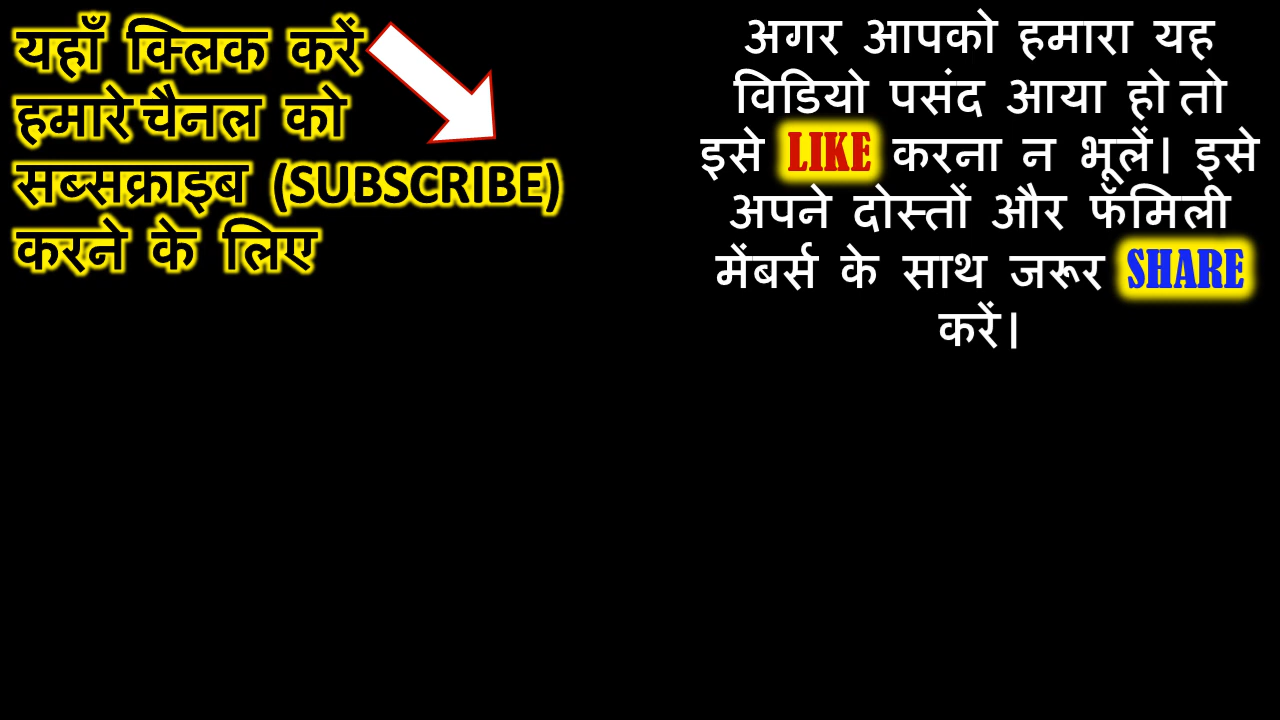 यहाँ क्लिक करें
हमारे चैनल को
सब्सक्राइब (SUBSCRIBE)
करने के लिए
अगर आपको हमारा यह
विडियो पसंद आया हो तो
इसे LIKE करना न भूलें। इसे
अपने दोस्तों और फॅमिली
मेंबर्स के साथ जरूर SHARE
करें।